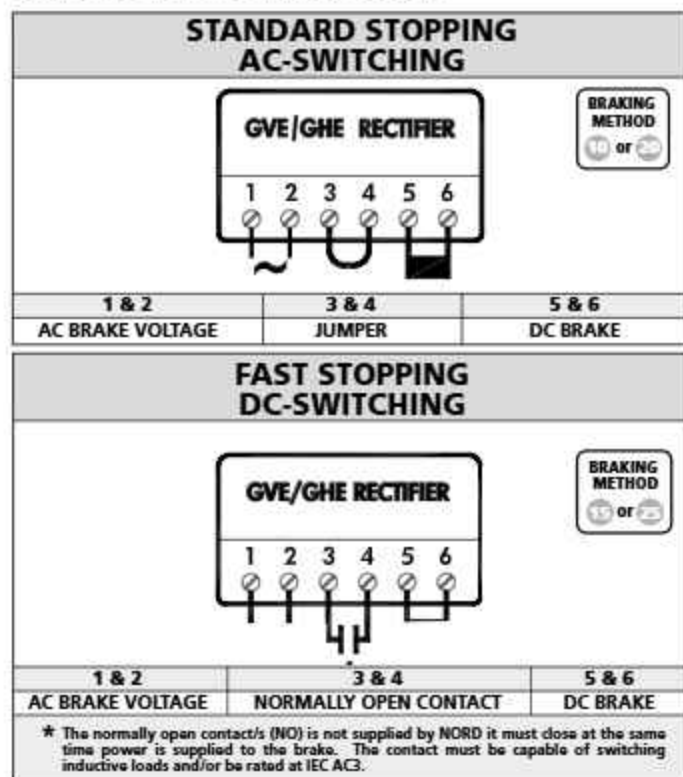 STANDARD STOPPING
AC-SWITCHING
BRAKING
METHOD
10 or 20
GVE/GHE RECTIFIER
1 2 3 4 5 6
1 & 2 3 & 4 5 & 6
AC BRAKE VOLTAGE JUMPER DC BRAKE
FAST STOPPING
DC-SWITCHING
BRAKING
METHOD
15 or 25
GVE/GHE RECTIFIER
1 2 3 4 5 6
1 & 2 3 & 4 5 & 6
AC BRAKE VOLTAGE NORMALLY OPEN CONTACT DC BRAKE
* The normally open contact/s (NO) is not supplied by NORD it must close at the same
time power is supplied to the brake. The contact must be capable of switching
inductive loads and/or be rated at IEC AC3.